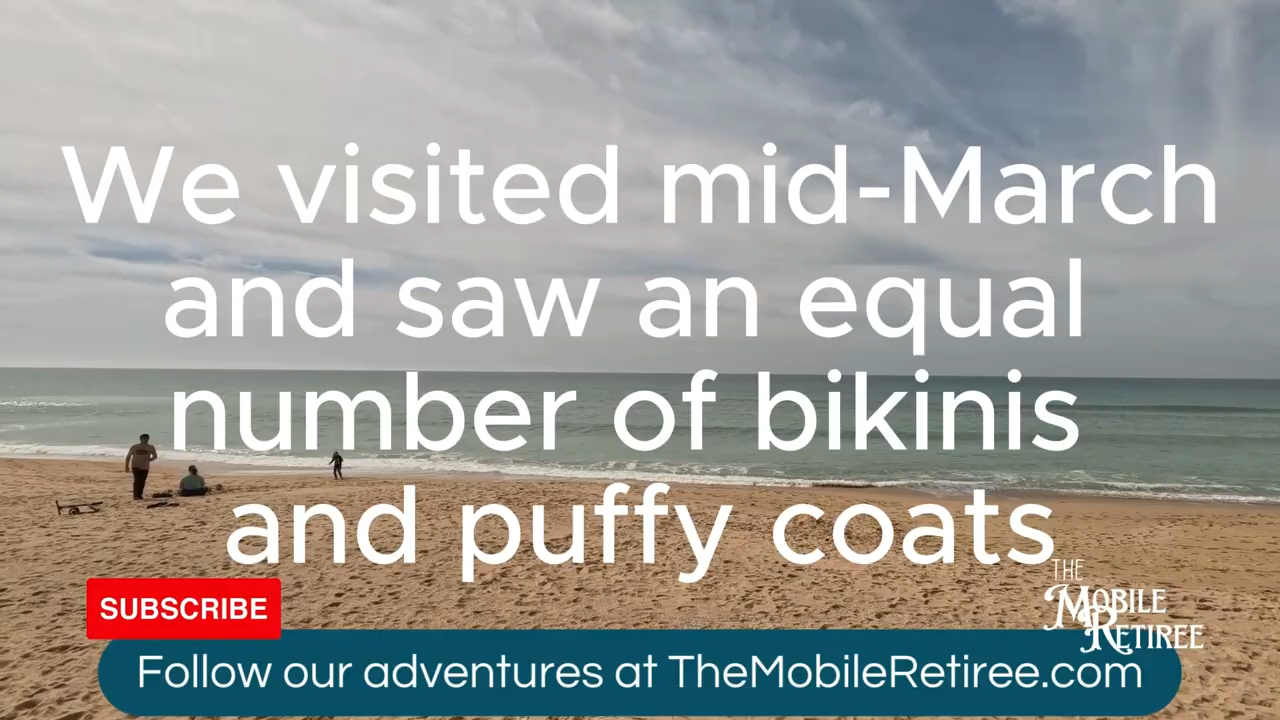 We visited mid-March
and saw an equal
number of bikinis
and puffy coats
THE
MOBILE
RETIREE
SUBSCRIBE
Follow our adventures at TheMobileRetiree.com